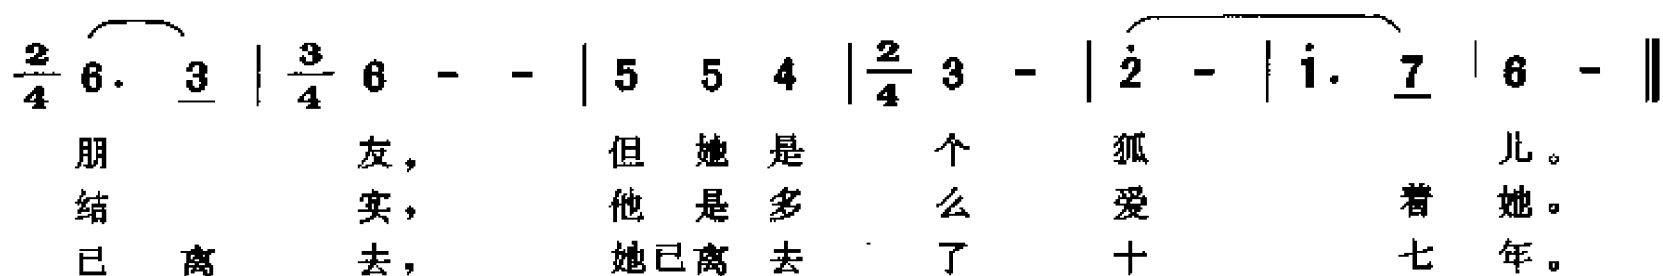 2/4 6. 3 | 3/4 6 - - | 5 5 4 | 2/4 3 - | 2̇ - | 1̇. 7 | 6 - ‖
朋 友， 但 她 是 个 狐 儿。
结 实， 他 是 多 么 爱 着 她。
已 离 去， 她 已 离 去 了 十 七 年。